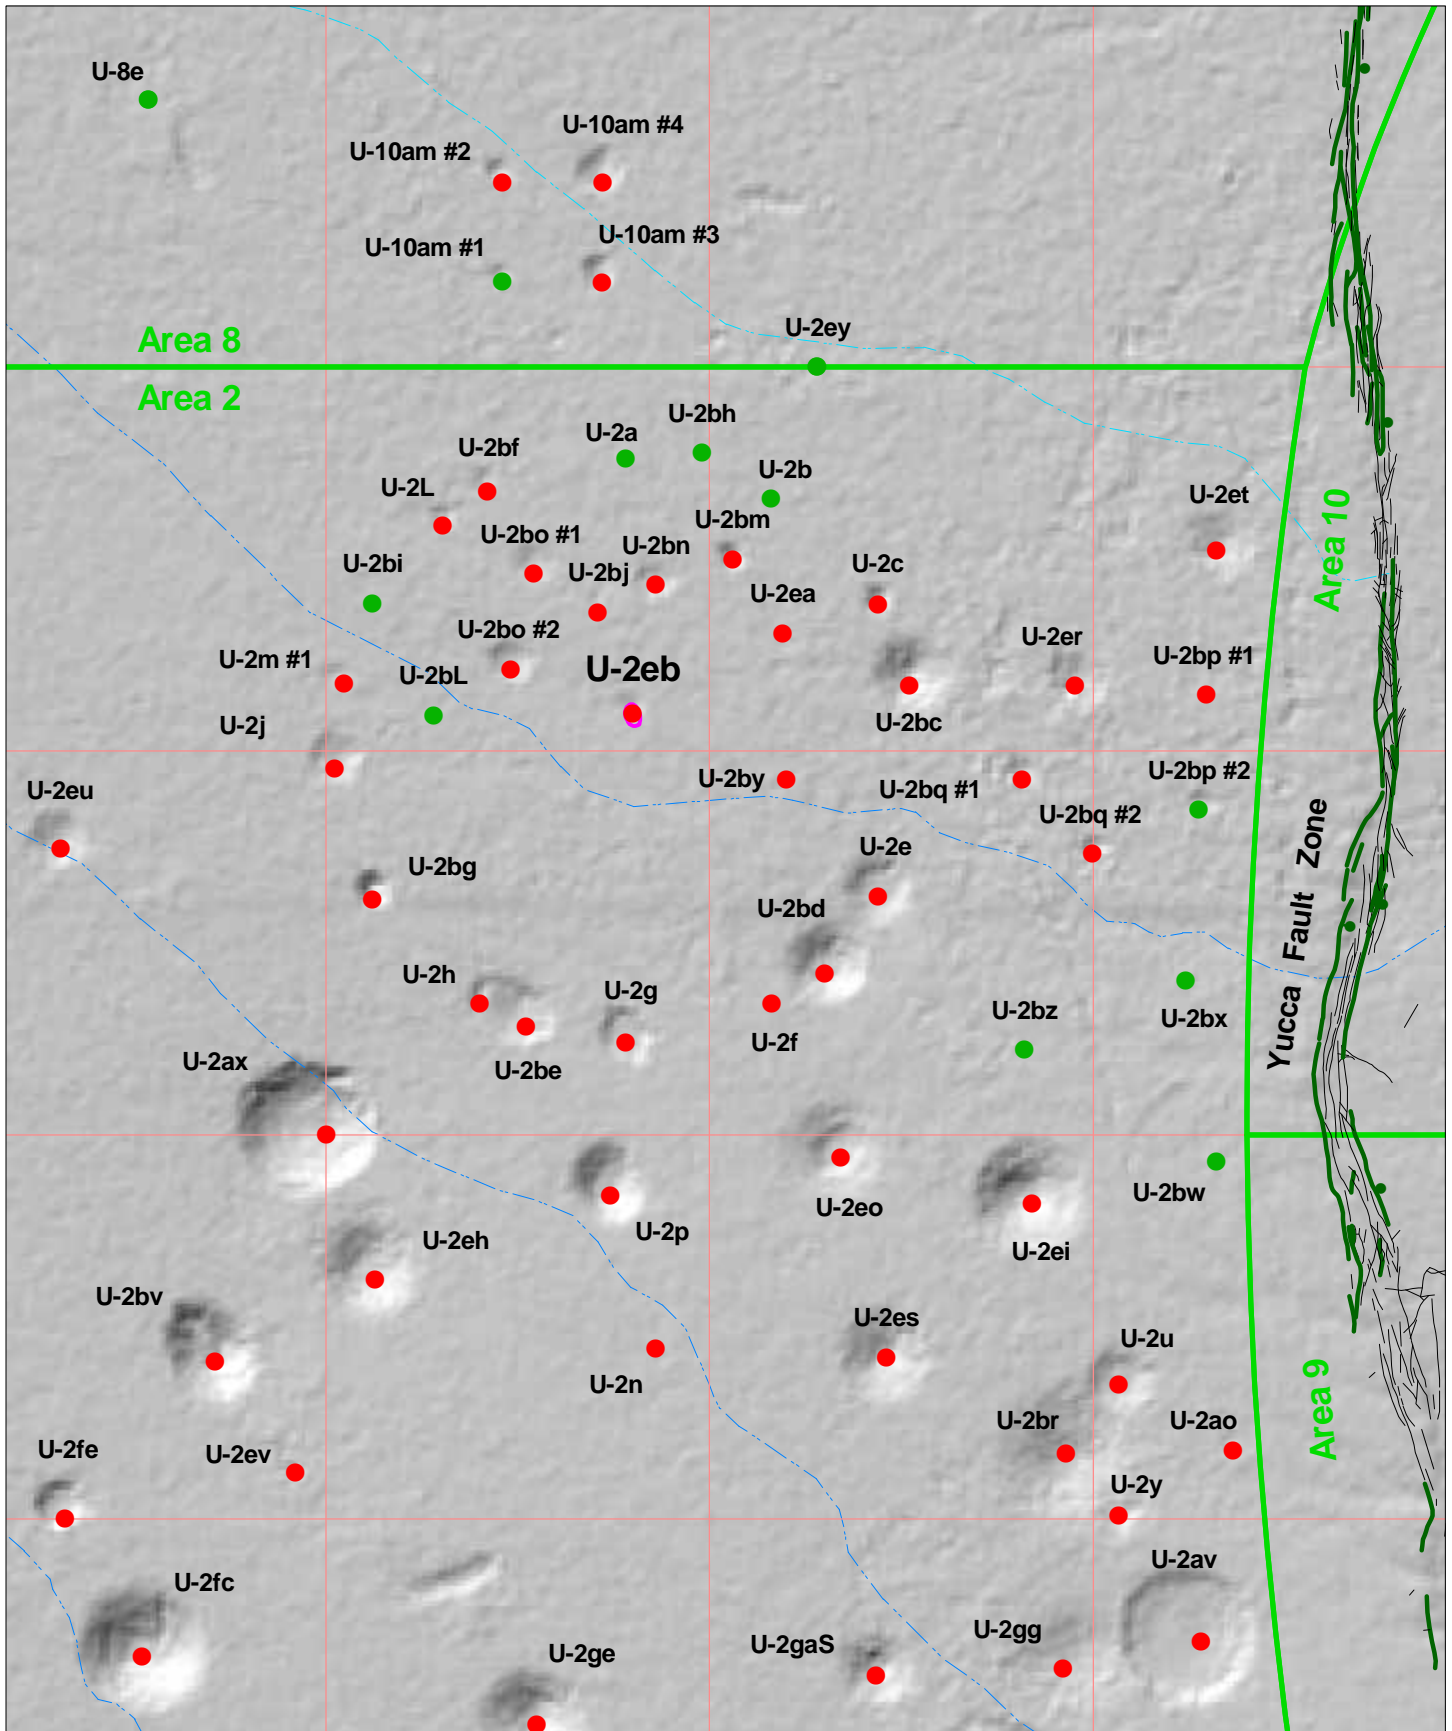 U-8e
U-10am #4
U-10am #2
U-10am #3
U-10am #1
U-2ey
Area 8
Area 2
U-2bh
U-2a
U-2bf
U-2b
U-2L
U-2et
U-2bm
U-2bo #1
U-2bn
Area 10
U-2bi
U-2bj
U-2c
U-2ea
U-2bo #2
U-2er
U-2m #1
U-2bL
U-2eb
U-2bp #1
U-2j
U-2bc
U-2by
U-2bq #1
U-2bp #2
U-2eu
U-2bq #2
U-2e
U-2bg
Yucca Fault Zone
U-2bd
U-2h
U-2g
U-2f
U-2bz
U-2bx
U-2ax
U-2be
U-2bw
U-2eo
U-2p
U-2eh
U-2ei
U-2bv
U-2es
U-2u
U-2n
U-2br
U-2ao
Area 9
U-2fe
U-2ev
U-2y
U-2av
U-2fc
U-2ge
U-2gaS
U-2gg